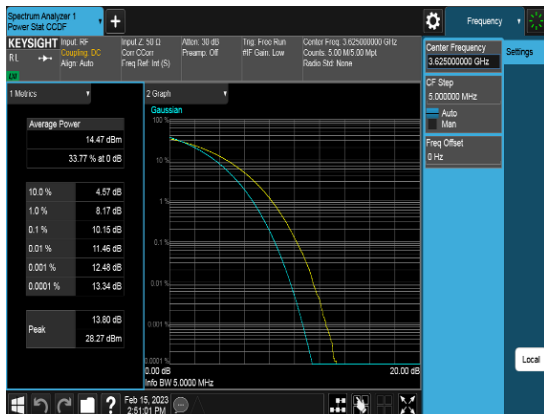 Spectrum Analyzer 1
Power Stat CCDF
+
Frequency
KEYSIGHT
Input: RF
Coupling: DC
Align: Auto
Input Z: 50 Ω
Corr CCorr
Freq Ref: Int (S)
Atten: 30 dB
Preamp: Off
Trig: Free Run
#IF Gain: Low
Center Freq: 3.625000000 GHz
Counts: 5.00 M/5.00 Mpt
Radio Std: None
1 Metrics
Average Power
14.47 dBm
33.77 % at 0 dB
10.0 % 4.57 dB
1.0 % 8.17 dB
0.1 % 10.15 dB
0.01 % 11.46 dB
0.001 % 12.48 dB
0.0001 % 13.34 dB
Peak
13.80 dB
28.27 dBm
2 Graph
Gaussian
100 %
10 %
1 %
0.1 %
0.01 %
0.001 %
0.0001 %
0.00 dB
20.00 dB
Info BW 5.0000 MHz
Center Frequency
3.625000000 GHz
CF Step
5.000000 MHz
Auto
Man
Freq Offset
0 Hz
Settings
Local
?
Feb 15, 2023
2:51:01 PM